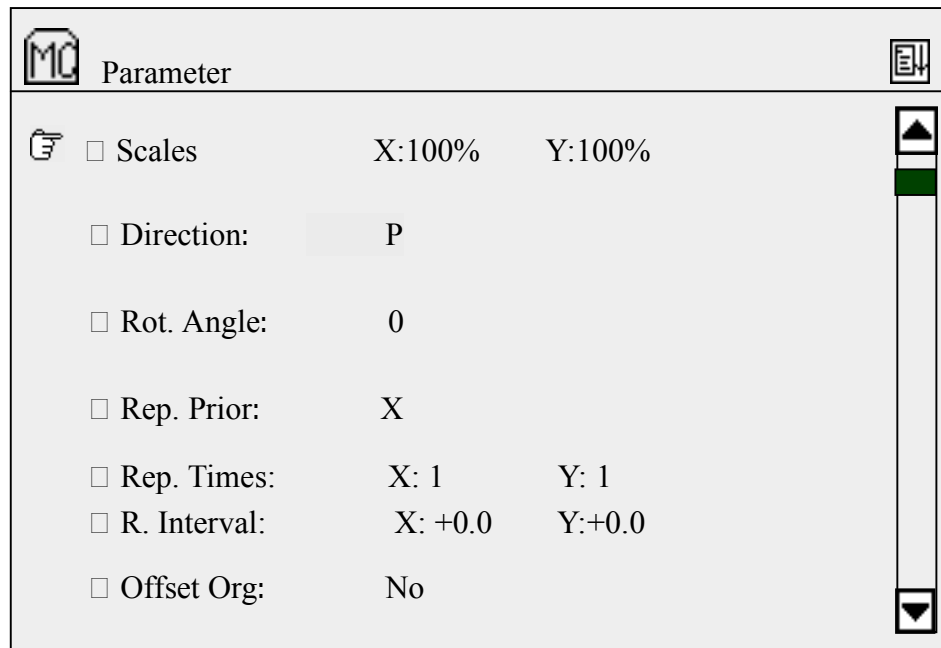 MC Parameter
□ Scales X:100% Y:100%
□ Direction: P
□ Rot. Angle: 0
□ Rep. Prior: X
□ Rep. Times: X: 1 Y: 1
□ R. Interval: X: +0.0 Y:+0.0
□ Offset Org: No